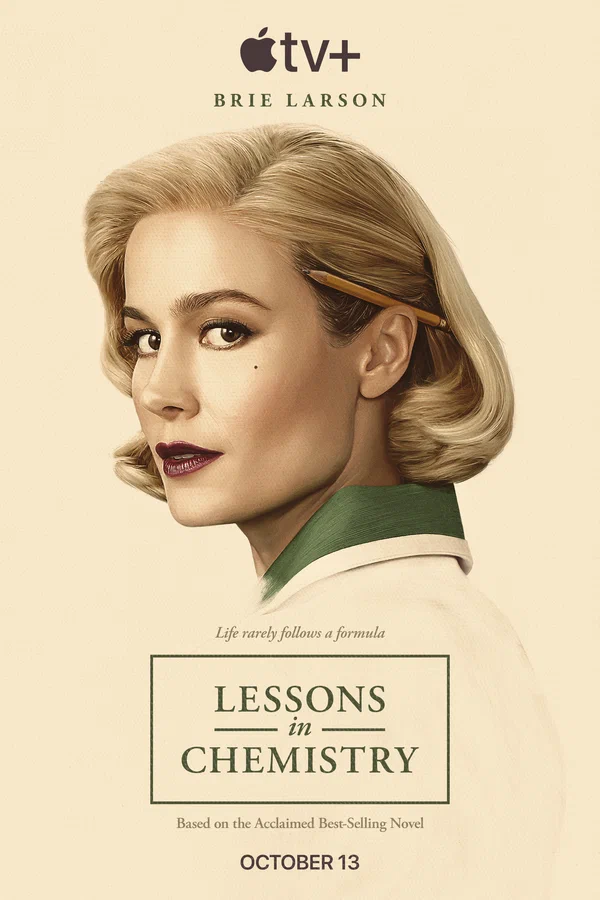 tv+
BRIE LARSON
Life rarely follows a formula
LESSONS
in
CHEMISTRY
Based on the Acclaimed Best-Selling Novel
OCTOBER 13